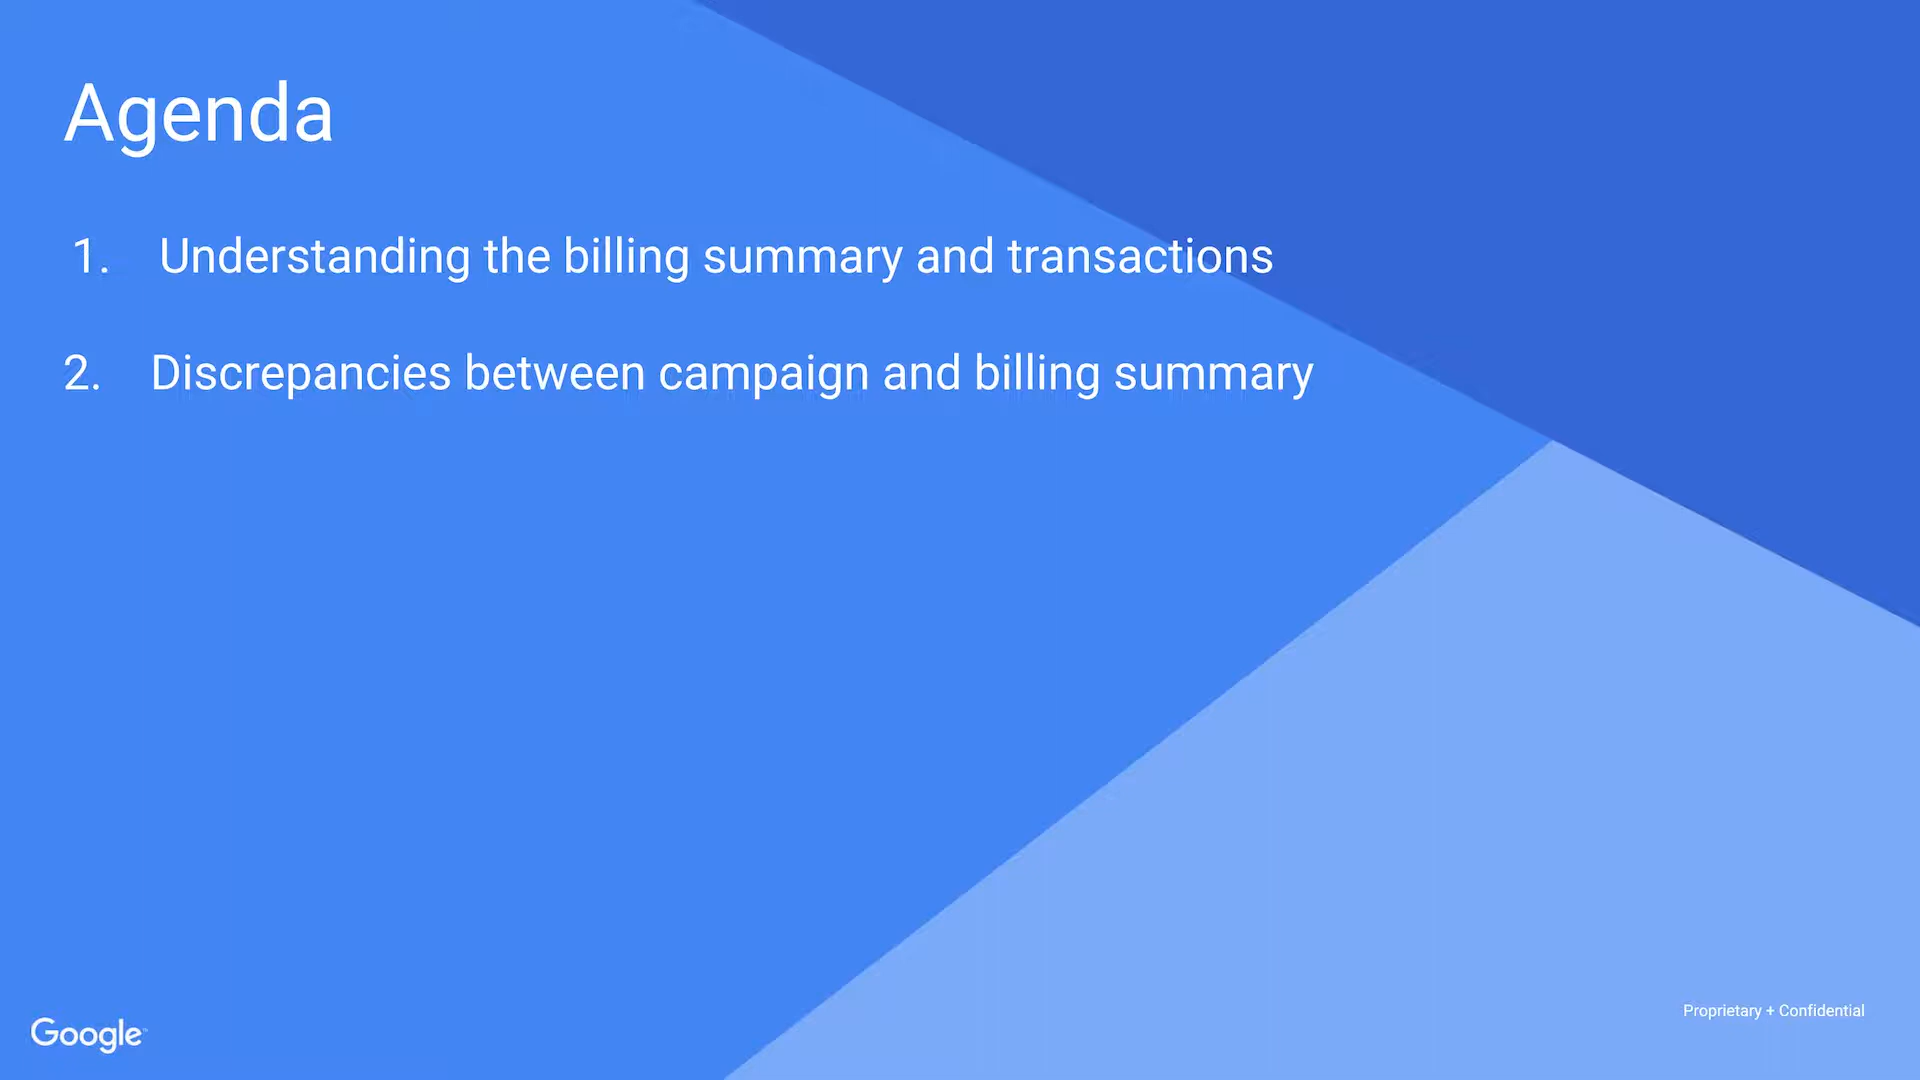 Agenda
1. Understanding the billing summary and transactions
2. Discrepancies between campaign and billing summary
Google
Proprietary + Confidential